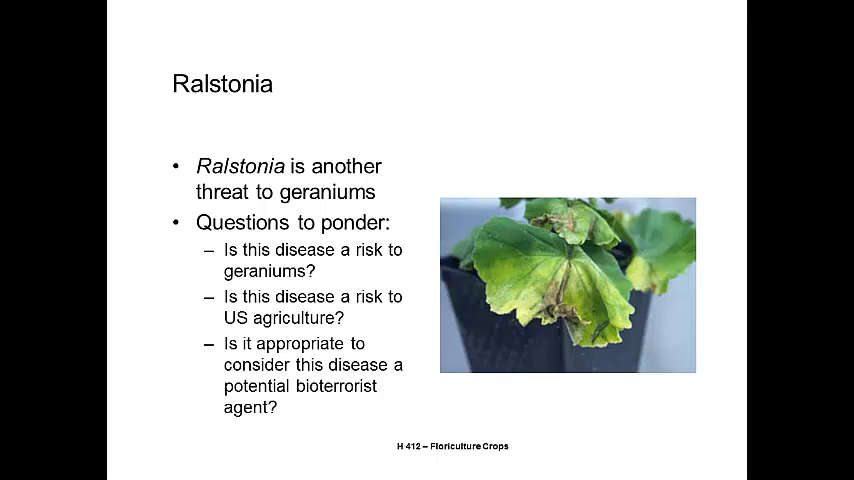 Ralstonia
• Ralstonia is another
threat to geraniums
• Questions to ponder:
– Is this disease a risk to
geraniums?
– Is this disease a risk to
US agriculture?
– Is it appropriate to
consider this disease a
potential bioterrorist
agent?
H 412 – Floriculture Crops